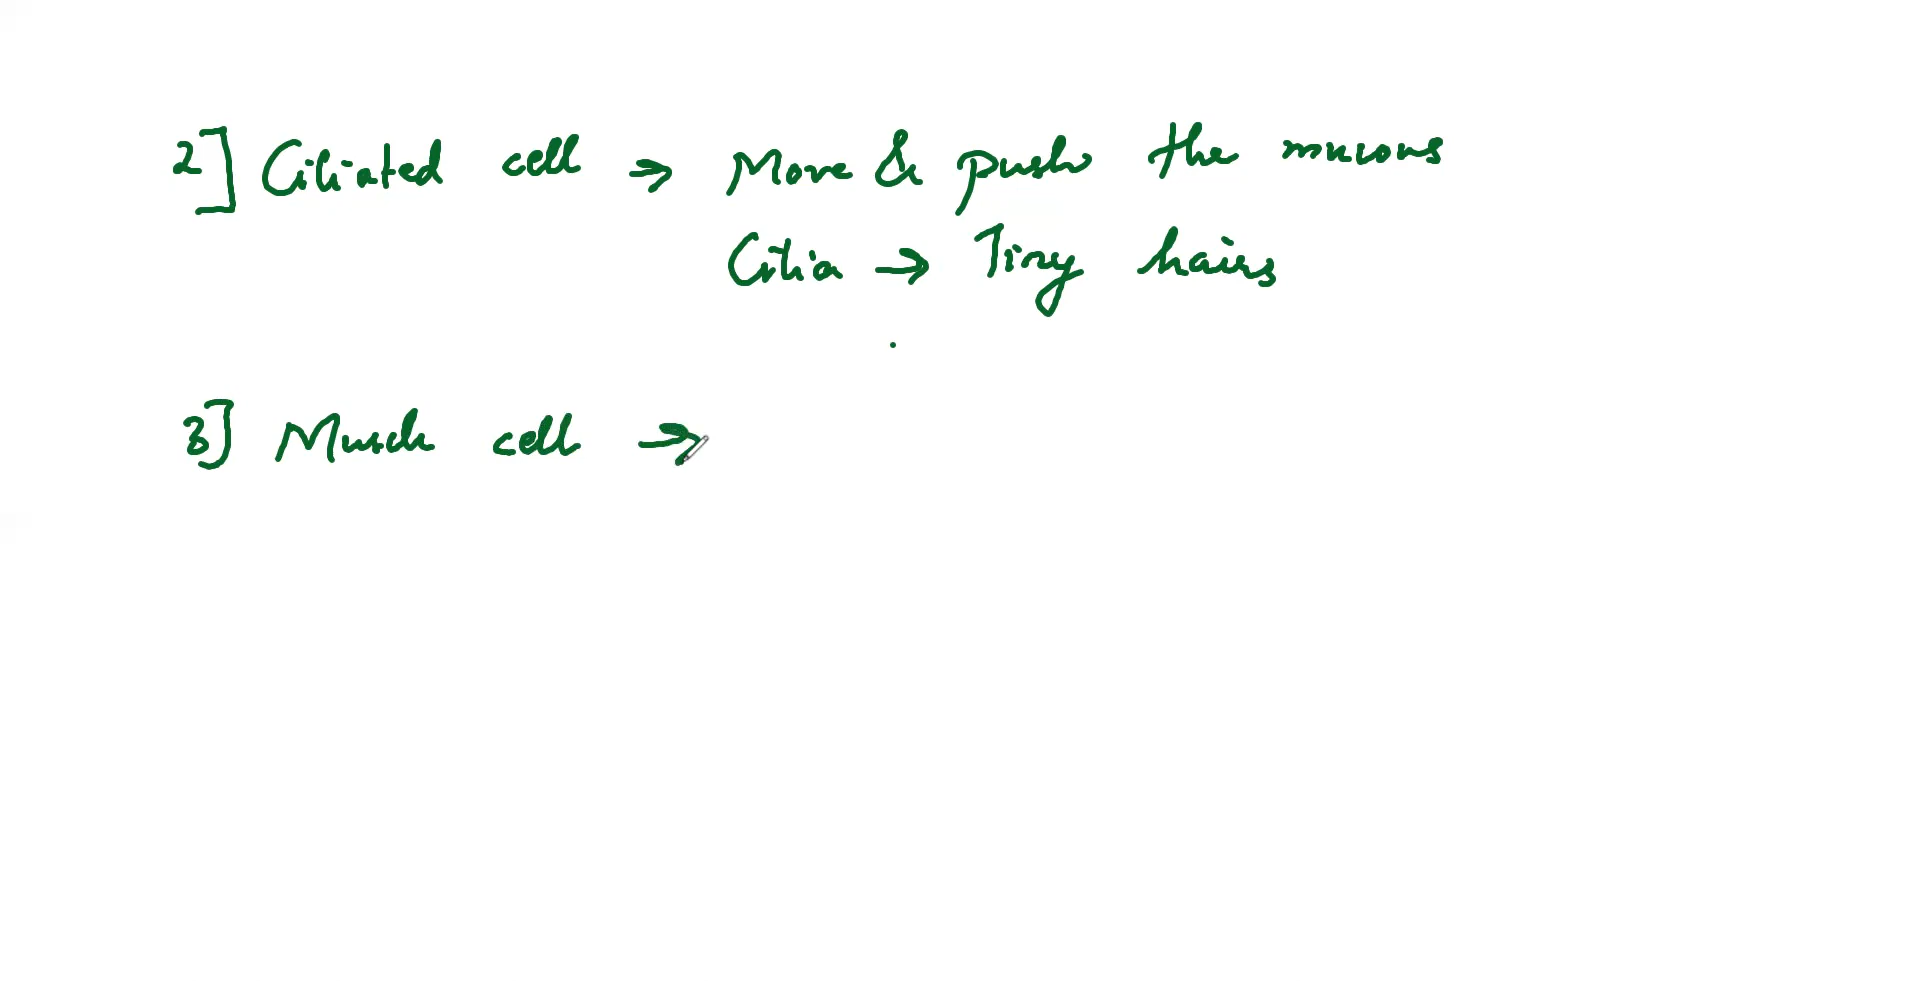 2] Ciliated cell → Move & push the mucous
Cilia → Tiny hairs
3] Muscle cell →